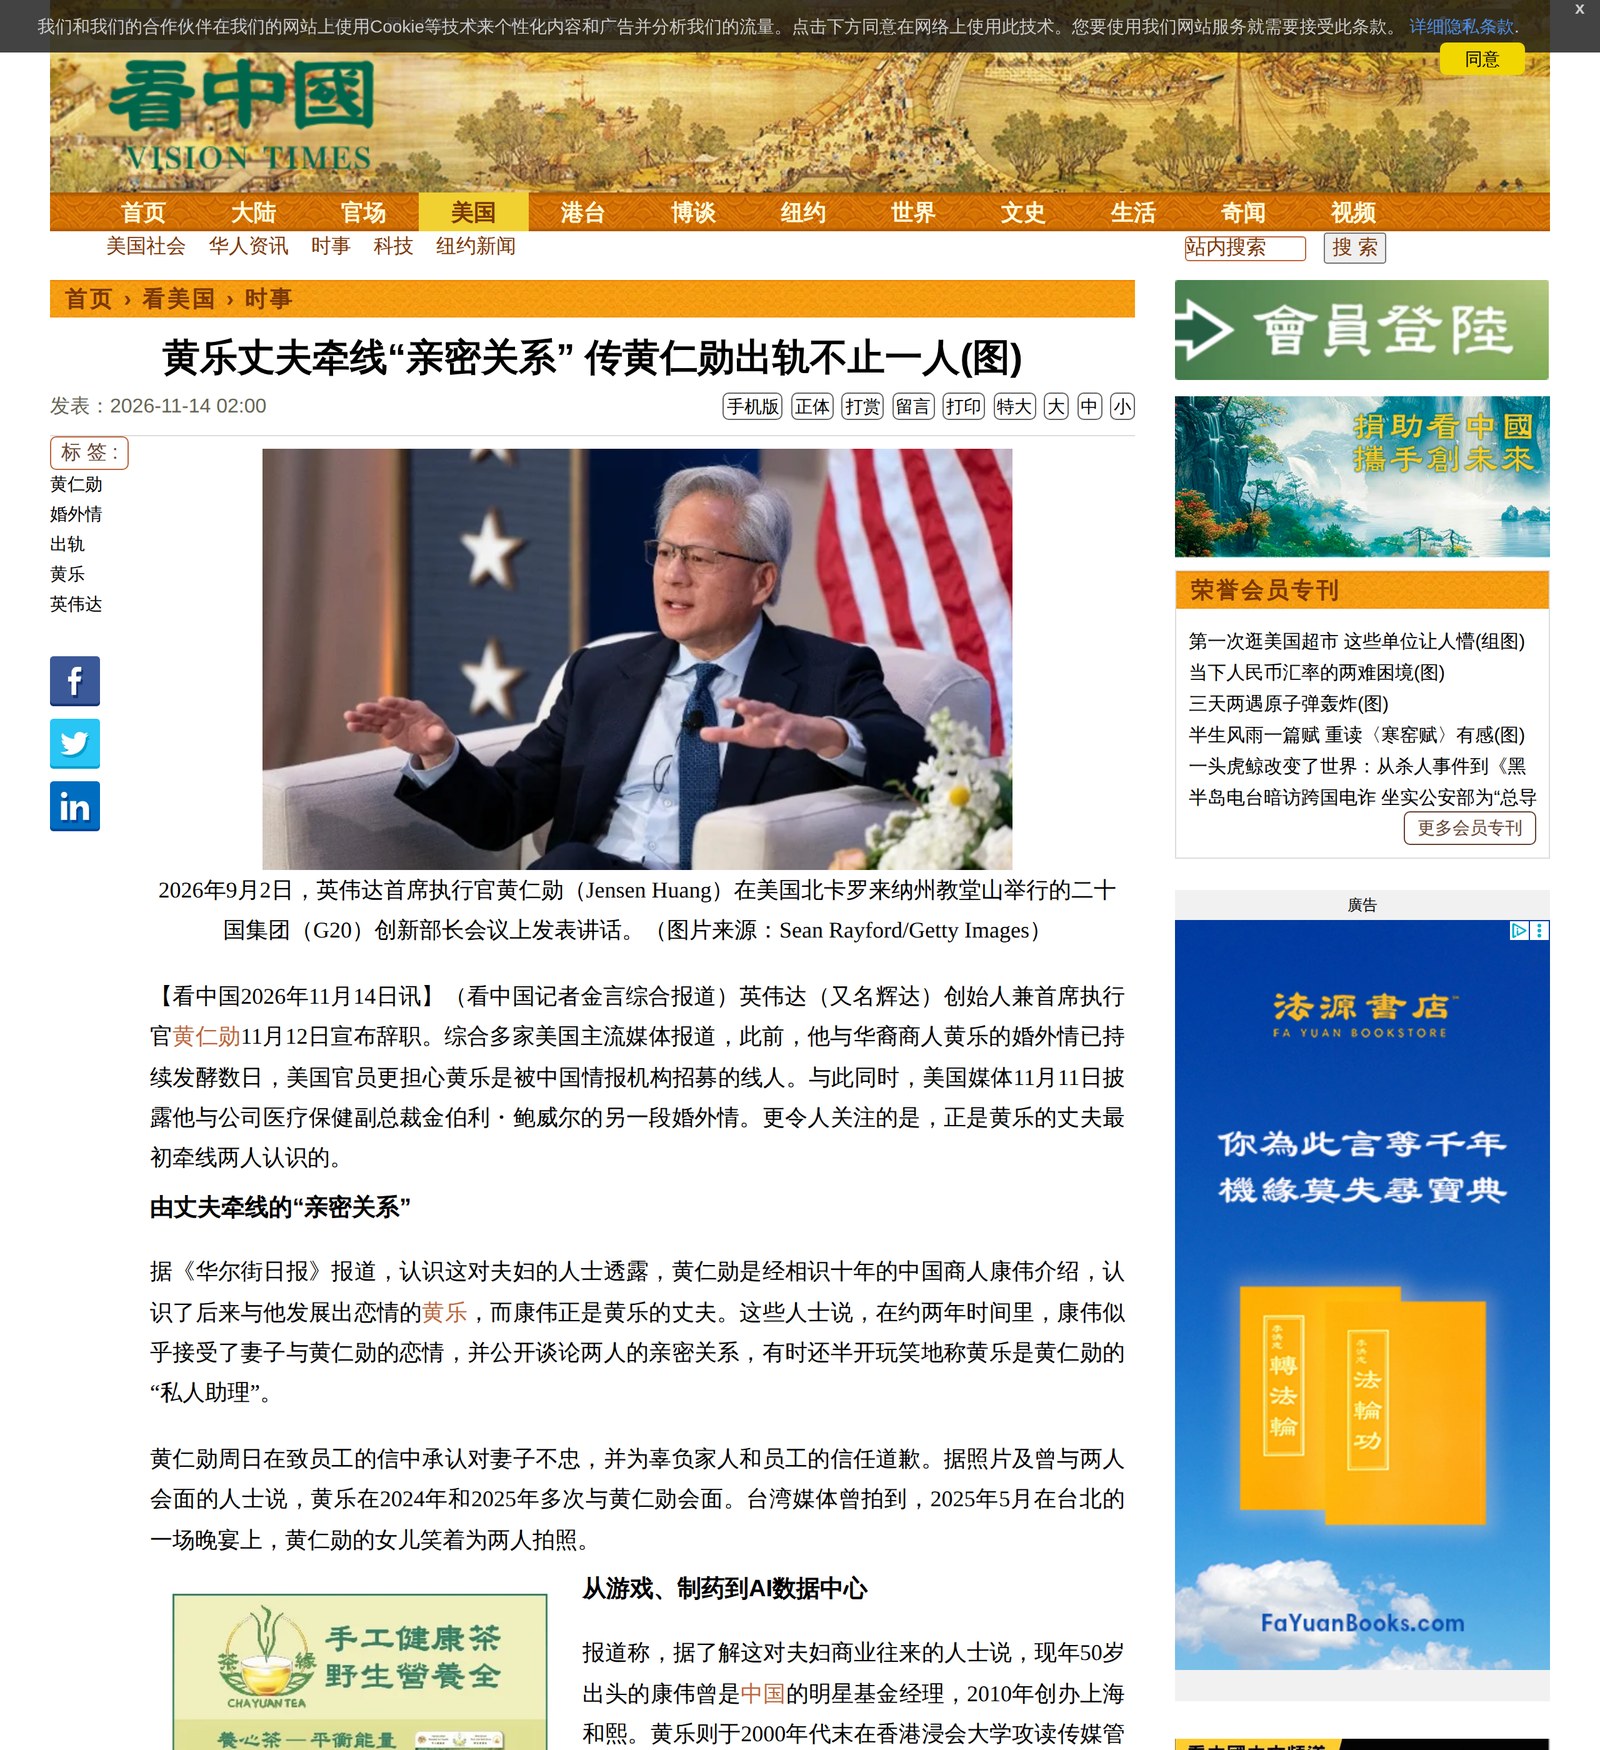 我们和我们的合作伙伴在我们的网站上使用Cookie等技术来个性化内容和广告并分析我们的流量。点击下方同意在网络上使用此技术。您要使用我们网站服务就需要接受此条款。 详细隐私条款.
x
同意
看中國
VISION TIMES
首页 大陆 官场 美国 港台 博谈 纽约 世界 文史 生活 奇闻 视频
美国社会 华人资讯 时事 科技 纽约新闻
站内搜索 搜 索
首页 › 看美国 › 时事
黄乐丈夫牵线“亲密关系” 传黄仁勋出轨不止一人(图)
发表：2026-11-14 02:00
手机版 正体 打赏 留言 打印 特大 大 中 小
标 签 :
黄仁勋
婚外情
出轨
黄乐
英伟达
2026年9月2日，英伟达首席执行官黄仁勋（Jensen Huang）在美国北卡罗来纳州教堂山举行的二十
国集团（G20）创新部长会议上发表讲话。（图片来源：Sean Rayford/Getty Images）
【看中国2026年11月14日讯】（看中国记者金言综合报道）英伟达（又名辉达）创始人兼首席执行
官黄仁勋11月12日宣布辞职。综合多家美国主流媒体报道，此前，他与华裔商人黄乐的婚外情已持
续发酵数日，美国官员更担心黄乐是被中国情报机构招募的线人。与此同时，美国媒体11月11日披
露他与公司医疗保健副总裁金伯利・鲍威尔的另一段婚外情。更令人关注的是，正是黄乐的丈夫最
初牵线两人认识的。
由丈夫牵线的“亲密关系”
据《华尔街日报》报道，认识这对夫妇的人士透露，黄仁勋是经相识十年的中国商人康伟介绍，认
识了后来与他发展出恋情的黄乐，而康伟正是黄乐的丈夫。这些人士说，在约两年时间里，康伟似
乎接受了妻子与黄仁勋的恋情，并公开谈论两人的亲密关系，有时还半开玩笑地称黄乐是黄仁勋的
“私人助理”。
黄仁勋周日在致员工的信中承认对妻子不忠，并为辜负家人和员工的信任道歉。据照片及曾与两人
会面的人士说，黄乐在2024年和2025年多次与黄仁勋会面。台湾媒体曾拍到，2025年5月在台北的
一场晚宴上，黄仁勋的女儿笑着为两人拍照。
从游戏、制药到AI数据中心
报道称，据了解这对夫妇商业往来的人士说，现年50岁
出头的康伟曾是中国的明星基金经理，2010年创办上海
和熙。黄乐则于2000年代末在香港浸会大学攻读传媒管
茶緣
CHAYUANTEA
手工健康茶
野生營養全
養心茶—平衡能量
會員登陸
捐助看中國
攜手創未來
荣誉会员专刊
第一次逛美国超市 这些单位让人懵(组图)
当下人民币汇率的两难困境(图)
三天两遇原子弹轰炸(图)
半生风雨一篇赋 重读〈寒窑赋〉有感(图)
一头虎鲸改变了世界：从杀人事件到《黑
半岛电台暗访跨国电诈 坐实公安部为“总导
更多会员专刊
廣告
法源書店
FA YUAN BOOKSTORE
你為此言尊千年
機緣莫失尋寶典
李洪志
轉法輪
李洪志
法輪功
FaYuanBooks.com